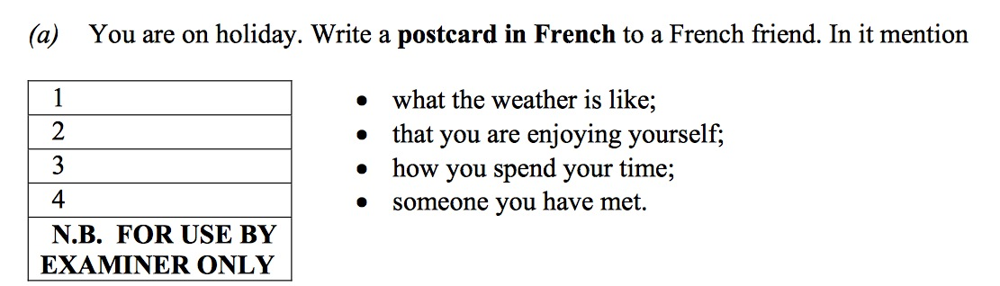 (a) You are on holiday. Write a postcard in French to a French friend. In it mention
1
2
3
4
N.B. FOR USE BY
EXAMINER ONLY
• what the weather is like;
• that you are enjoying yourself;
• how you spend your time;
• someone you have met.